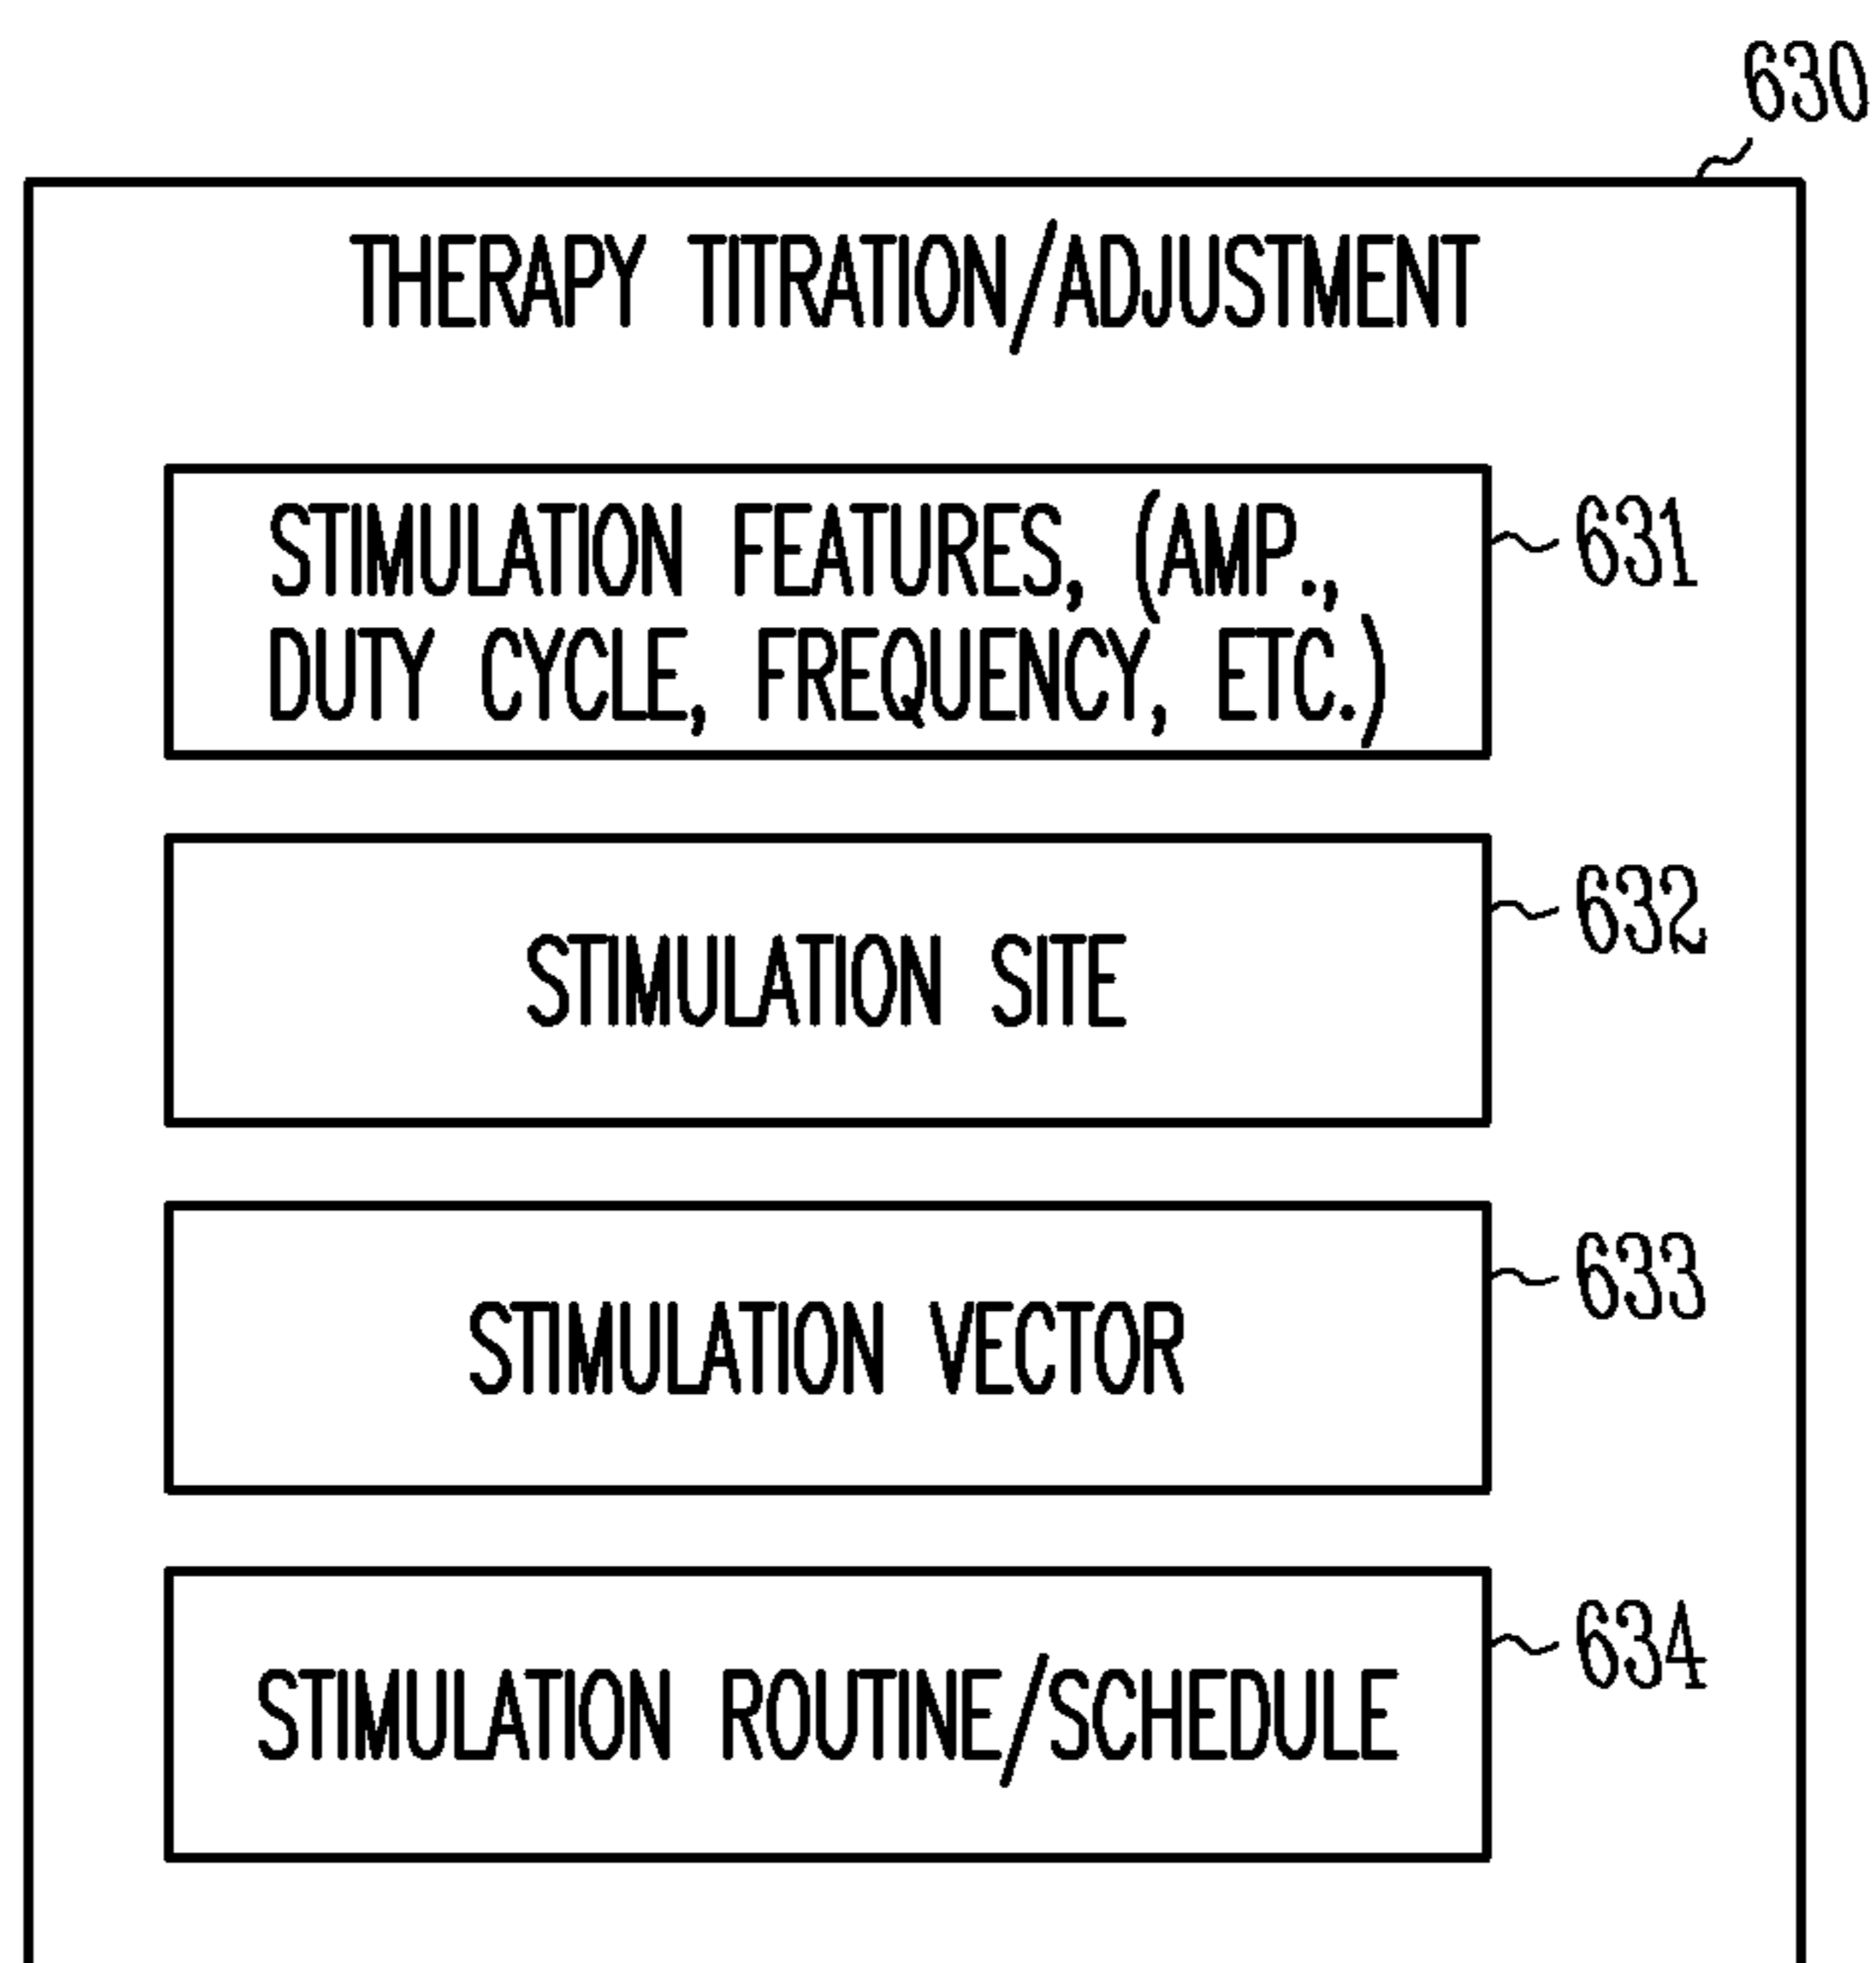 630
THERAPY TITRATION/ADJUSTMENT
STIMULATION FEATURES, (AMP.,
DUTY CYCLE, FREQUENCY, ETC.)
631
STIMULATION SITE
632
STIMULATION VECTOR
633
STIMULATION ROUTINE/SCHEDULE
634